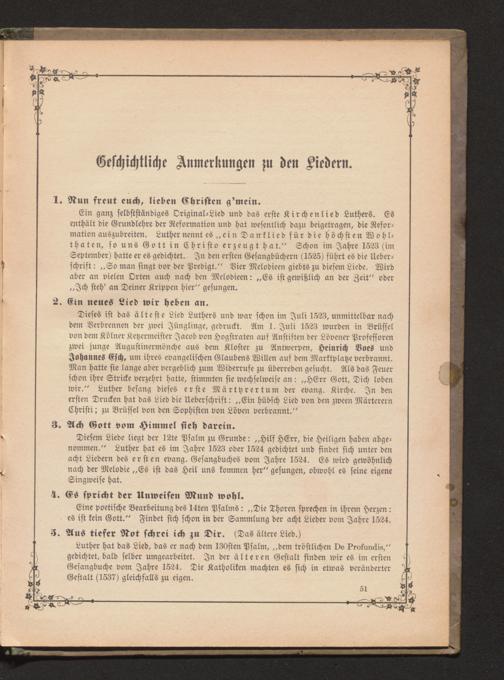 Geschichtliche Anmerkungen zu den Liedern.
1. Nun freut euch, lieben Christen g'mein.
Ein ganz selbstständiges Original-Lied und das erste Kirchenlied Luthers. Es
enthält die Grundlehre der Reformation und hat wesentlich dazu beigetragen, die Refor-
mation auszubreiten. Luther nennt es „ein Danklied für die höchsten Wohl-
thaten, so uns Gott in Christo erzeugt hat.“ Schon im Jahre 1523 (im
September) hatte er es gedichtet. In den ersten Gesangbüchern (1525) führt es die Ueber-
schrift: „So man singt vor der Predigt.“ Vier Melodieen giebts zu diesem Liede. Wird
aber an vielen Orten auch nach den Melodieen: „Es ist gewißlich an der Zeit“ oder
„Ich steh' an Deiner Krippen hier“ gesungen.
2. Ein neues Lied wir heben an.
Dieses ist das älteste Lied Luthers und war schon im Juli 1523, unmittelbar nach
dem Verbrennen der zwei Jünglinge, gedruckt. Am 1. Juli 1523 wurden in Brüssel
von dem Kölner Ketzermeister Jacob von Hogstraten auf Anstiften der Lövener Professoren
zwei junge Augustinermönche aus dem Kloster zu Antwerpen, Heinrich Voes und
Johannes Esch, um ihres evangelischen Glaubens Willen auf dem Marktplatze verbrannt.
Man hatte sie lange aber vergeblich zum Widerrufe zu überreden gesucht. Als das Feuer
schon ihre Stricke verzehrt hatte, stimmten sie wechselweise an: „HErr Gott, Dich loben
wir.“ Luther besang dieses erste Märtyrertum der evang. Kirche. In den
ersten Drucken hat das Lied die Ueberschrift: „Ein hübsch Lied von den zween Märterern
Christi; zu Brüssel von den Sophisten von Löven verbrannt.“
3. Ach Gott vom Himmel sieh darein.
Diesem Liede liegt der 12te Psalm zu Grunde: „Hilf HErr, die Heiligen haben abge-
nommen.“ Luther hat es im Jahre 1523 oder 1524 gedichtet und findet sich unter den
acht Liedern des ersten evang. Gesangbuches vom Jahre 1524. Es wird gewöhnlich
nach der Melodie „Es ist das Heil uns kommen her“ gesungen, obwohl es seine eigene
Singweise hat.
4. Es spricht der Unweisen Mund wohl.
Eine poetische Bearbeitung des 14ten Psalms: „Die Thoren sprechen in ihrem Herzen:
es ist kein Gott.“ Findet sich schon in der Sammlung der acht Lieder vom Jahre 1524.
5. Aus tiefer Not schrei ich zu Dir. (Das ältere Lied.)
Luther hat das Lied, das er nach dem 130sten Psalm, „dem tröstlichen De Profundis,“
gedichtet, bald selber umgearbeitet. In der älteren Gestalt finden wir es im ersten
Gesangbuche vom Jahre 1524. Die Katholiken machten es sich in etwas veränderter
Gestalt (1537) gleichfalls zu eigen.
51